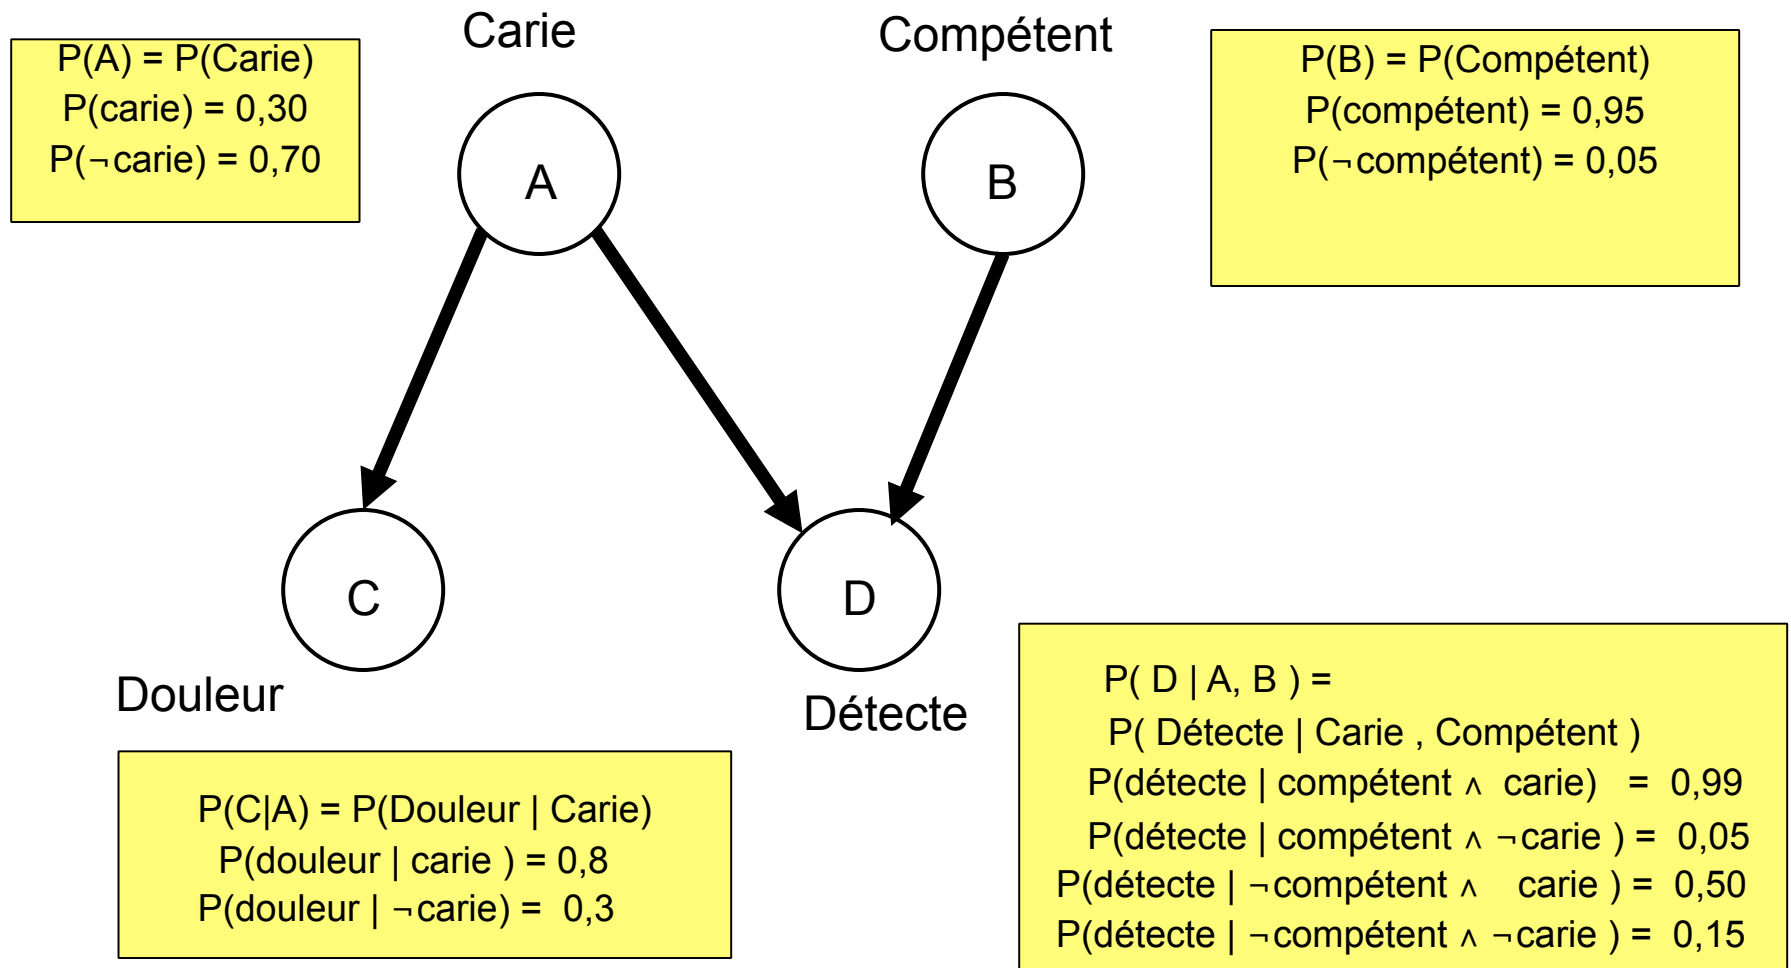 Carie
Compétent
P(A) = P(Carie)
P(carie) = 0,30
P(¬carie) = 0,70
P(B) = P(Compétent)
P(compétent) = 0,95
P(¬compétent) = 0,05
A
B
C
D
Douleur
Détecte
P(C|A) = P(Douleur | Carie)
P(douleur | carie ) = 0,8
P(douleur | ¬carie) = 0,3
P( D | A, B ) =
P( Détecte | Carie , Compétent )
P(détecte | compétent ∧ carie) = 0,99
P(détecte | compétent ∧ ¬carie ) = 0,05
P(détecte | ¬compétent ∧ carie ) = 0,50
P(détecte | ¬compétent ∧ ¬carie ) = 0,15